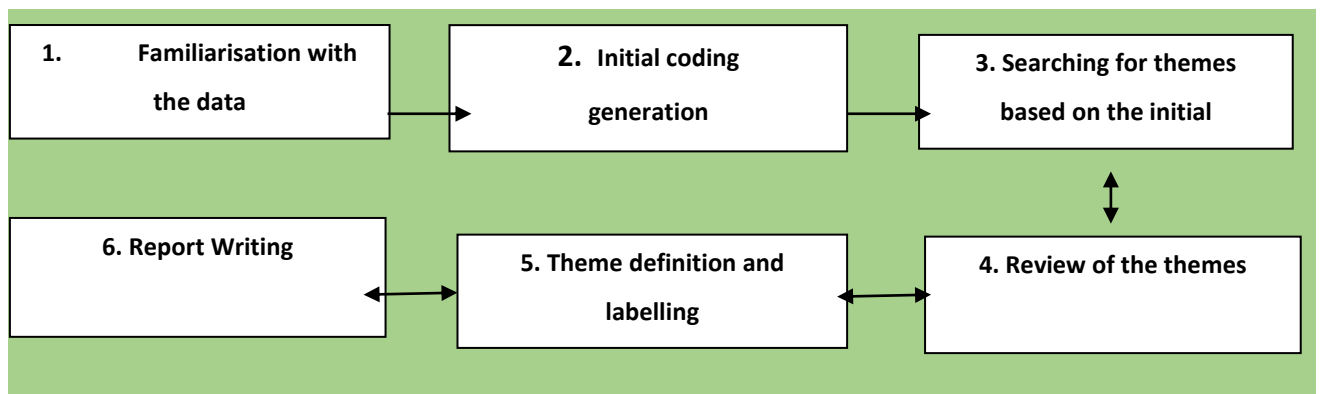 1. Familiarisation with
the data
2. Initial coding
generation
3. Searching for themes
based on the initial
4. Review of the themes
5. Theme definition and
labelling
6. Report Writing